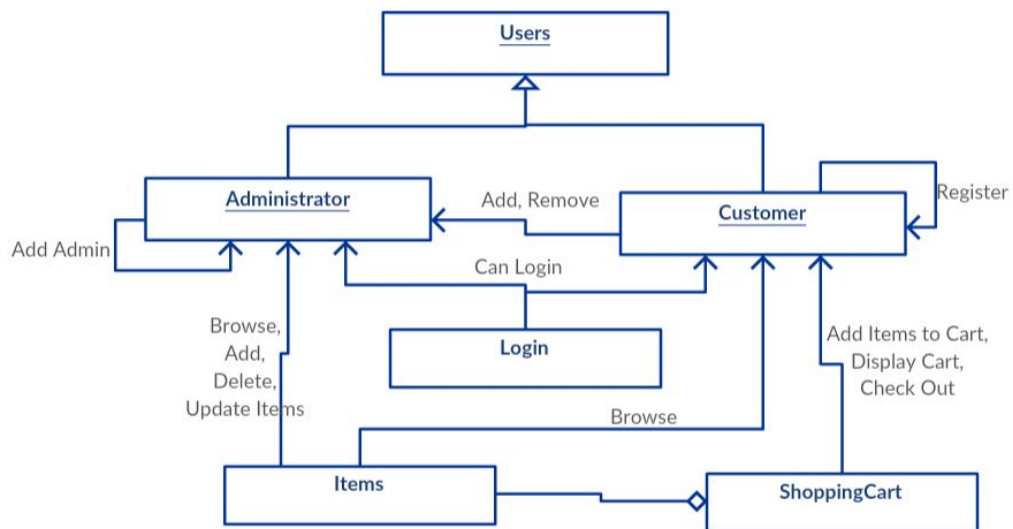 Users
Administrator
Add, Remove
Customer
Register
Add Admin
Can Login
Browse,
Add,
Delete,
Update Items
Login
Add Items to Cart,
Display Cart,
Check Out
Browse
Items
ShoppingCart